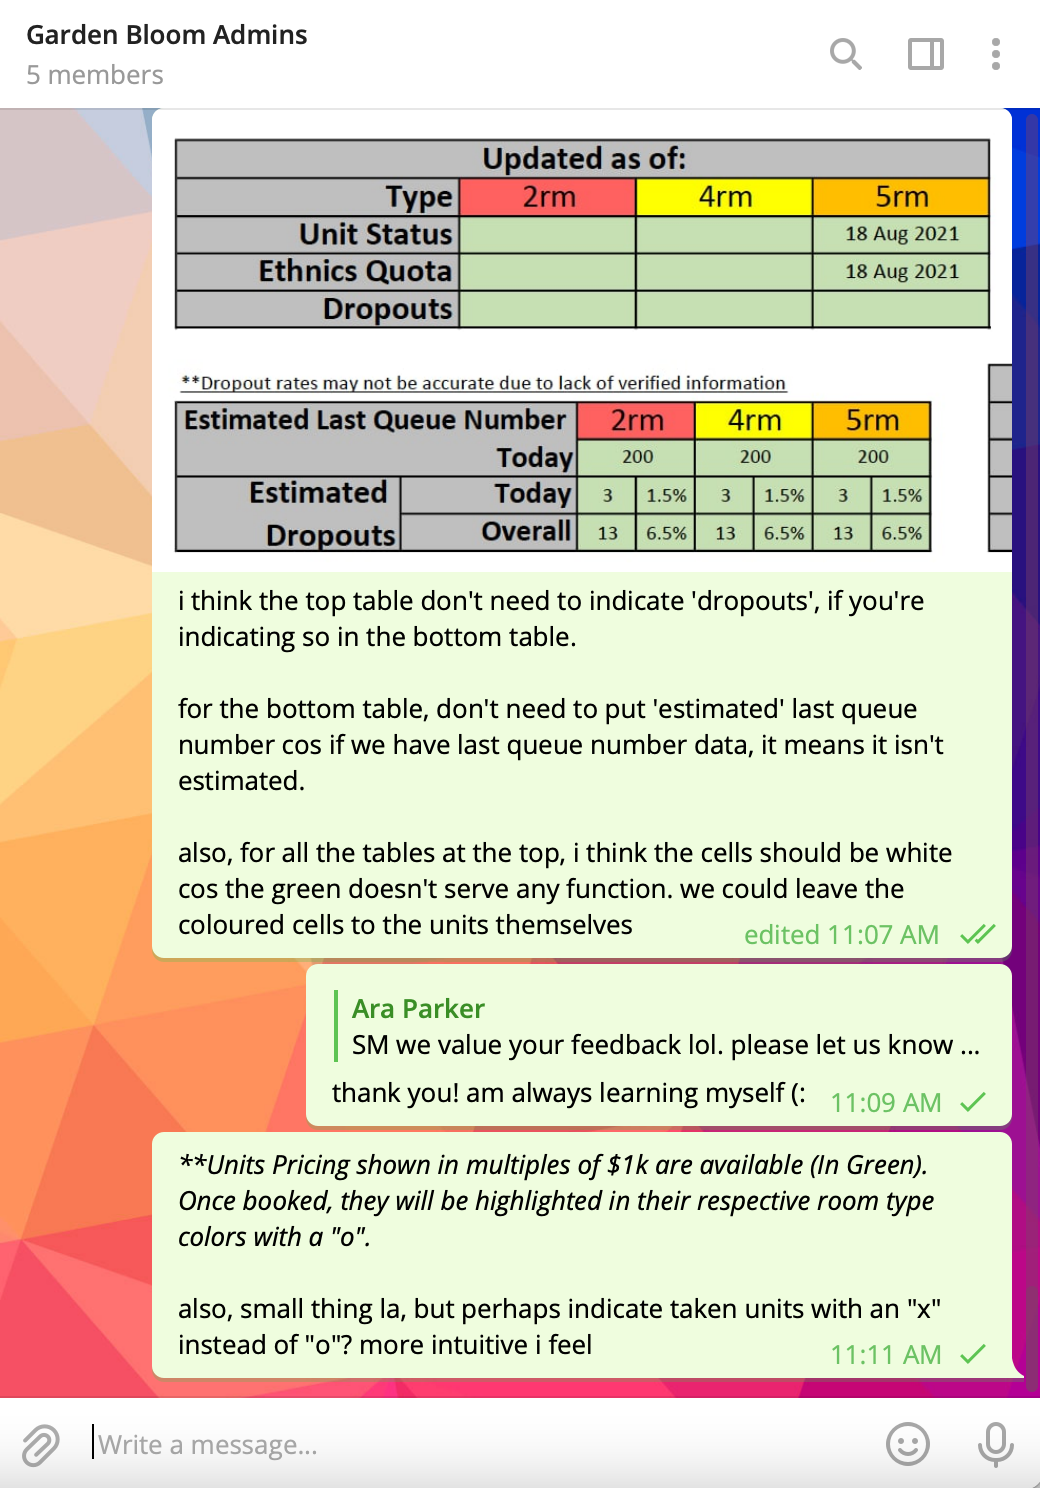 Garden Bloom Admins
5 members
Updated as of:
Type 2rm 4rm 5rm
Unit Status 18 Aug 2021
Ethnics Quota 18 Aug 2021
Dropouts
**Dropout rates may not be accurate due to lack of verified information
Estimated Last Queue Number 2rm 4rm 5rm
Today 200 200 200
Estimated Today 3 1.5% 3 1.5% 3 1.5%
Dropouts Overall 13 6.5% 13 6.5% 13 6.5%
i think the top table don't need to indicate 'dropouts', if you're
indicating so in the bottom table.
for the bottom table, don't need to put 'estimated' last queue
number cos if we have last queue number data, it means it isn't
estimated.
also, for all the tables at the top, i think the cells should be white
cos the green doesn't serve any function. we could leave the
coloured cells to the units themselves
edited 11:07 AM
Ara Parker
SM we value your feedback lol. please let us know ...
thank you! am always learning myself (: 11:09 AM
**Units Pricing shown in multiples of $1k are available (In Green).
Once booked, they will be highlighted in their respective room type
colors with a "o".
also, small thing la, but perhaps indicate taken units with an "x"
instead of "o"? more intuitive i feel
11:11 AM
Write a message...